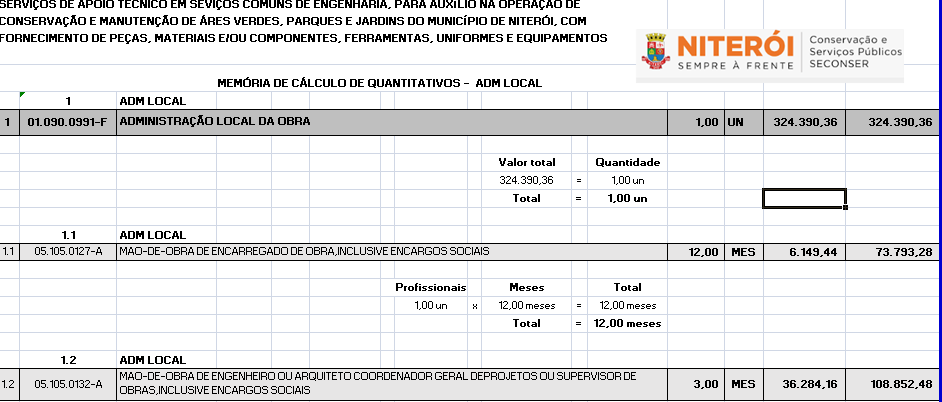 SERVIÇOS DE APOIO TÉCNICO EM SEVIÇOS COMUNS DE ENGENHARIA, PARA AUXíLIO NA OPERAÇÃO DE
CONSERVAÇÃO E MANUTENÇÃO DE ÁRES VERDES, PARQUES E JARDINS DO MUNICÍPIO DE NITERÓI, COM
FORNECIMENTO DE PEÇAS, MATERIAIS E/OU COMPONENTES, FERRAMENTAS, UNIFORMES E EQUIPAMENTOS
NITERÓI
SEMPRE À FRENTE
Conservação e
Serviços Públicos
SECONSER
MEMÓRIA DE CÁLCULO DE QUANTITATIVOS - ADM LOCAL
1 ADM LOCAL
1 01.090.0991-F ADMINISTRAÇÃO LOCAL DA OBRA 1,00 UN 324.390,36 324.390,36
Valor total Quantidade
324.390,36 = 1,00 un
Total = 1,00 un
1.1 ADM LOCAL
1.1 05.105.0127-A MAO-DE-OBRA DE ENCARREGADO DE OBRA,INCLUSIVE ENCARGOS SOCIAIS 12,00 MES 6.149,44 73.793,28
Profissionais Meses Total
1,00 un x 12,00 meses = 12,00 meses
Total = 12,00 meses
1.2 ADM LOCAL
1.2 05.105.0132-A MAO-DE-OBRA DE ENGENHEIRO OU ARQUITETO COORDENADOR GERAL DEPROJETOS OU SUPERVISOR DE
OBRAS,INCLUSIVE ENCARGOS SOCIAIS 3,00 MES 36.284,16 108.852,48